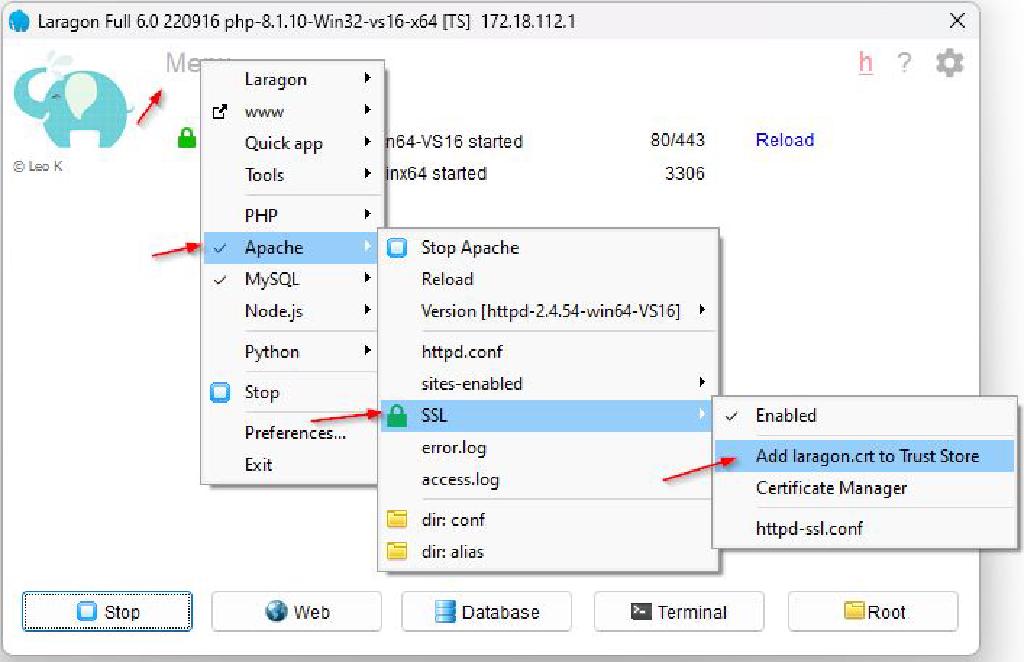 Laragon Full 6.0 220916 php-8.1.10-Win32-vs16-x64 [TS] 172.18.112.1
Menu
h ?
© Leo K
Laragon
www
Quick app
Tools
PHP
Apache
MySQL
Node.js
Python
Stop
Preferences...
Exit
n64-VS16 started 80/443 Reload
inx64 started 3306
Stop Apache
Reload
Version [httpd-2.4.54-win64-VS16]
httpd.conf
sites-enabled
SSL
error.log
access.log
dir: conf
dir: alias
Enabled
Add laragon.crt to Trust Store
Certificate Manager
httpd-ssl.conf
Stop Web Database Terminal Root